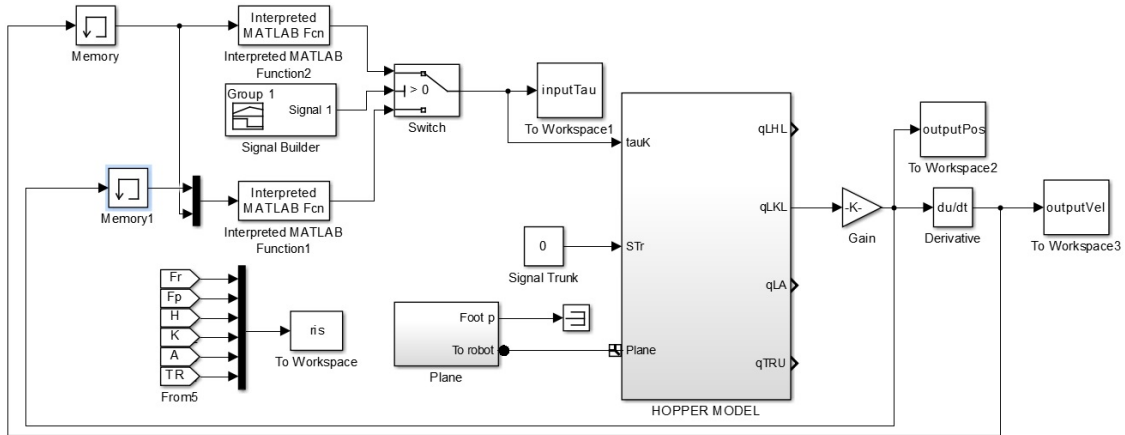 Memory
Interpreted
MATLAB Fcn
Interpreted MATLAB
Function2
Group 1
Signal 1
Signal Builder
> 0
Switch
inputTau
To Workspace1
Memory1
Interpreted
MATLAB Fcn
Interpreted MATLAB
Function1
Fr
Fp
H
K
A
TR
From5
ris
To Workspace
0
Signal Trunk
Foot p
To robot
Plane
tauK
STr
Plane
qLHL
qLKL
qLA
qTRU
HOPPER MODEL
-K-
Gain
outputPos
To Workspace2
du/dt
Derivative
outputVel
To Workspace3